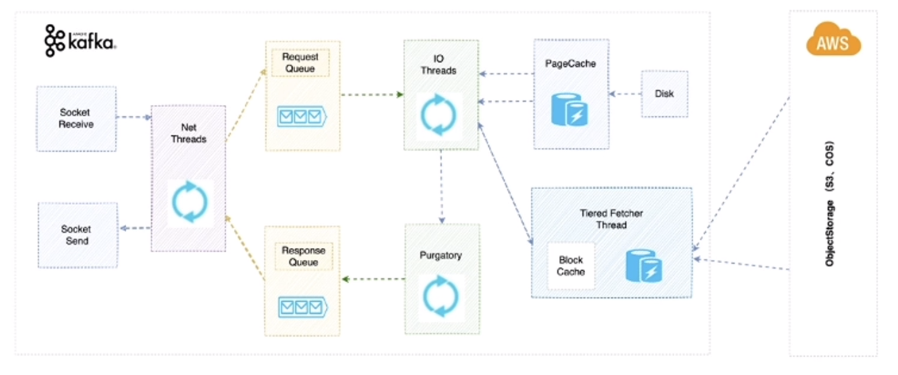 kafka
Socket
Receive
Socket
Send
Net
Threads
Request
Queue
Response
Queue
IO
Threads
Purgatory
PageCache
Disk
Tiered Fetcher
Thread
Block
Cache
AWS
ObjectStorage（S3、COS）